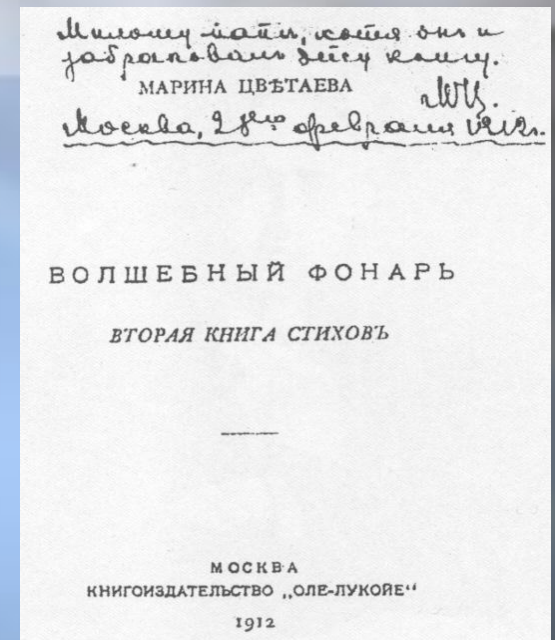 Милому папѣ, хотя онъ и
забраковалъ эту книгу.
МАРИНА ЦВѢТАЕВА
МЦ.
Москва, 28го февраля 1912г.
ВОЛШЕБНЫЙ ФОНАРЬ
ВТОРАЯ КНИГА СТИХОВЪ
МОСКВА
КНИГОИЗДАТЕЛЬСТВО „ОЛЕ-ЛУКОЙЕ“
1912